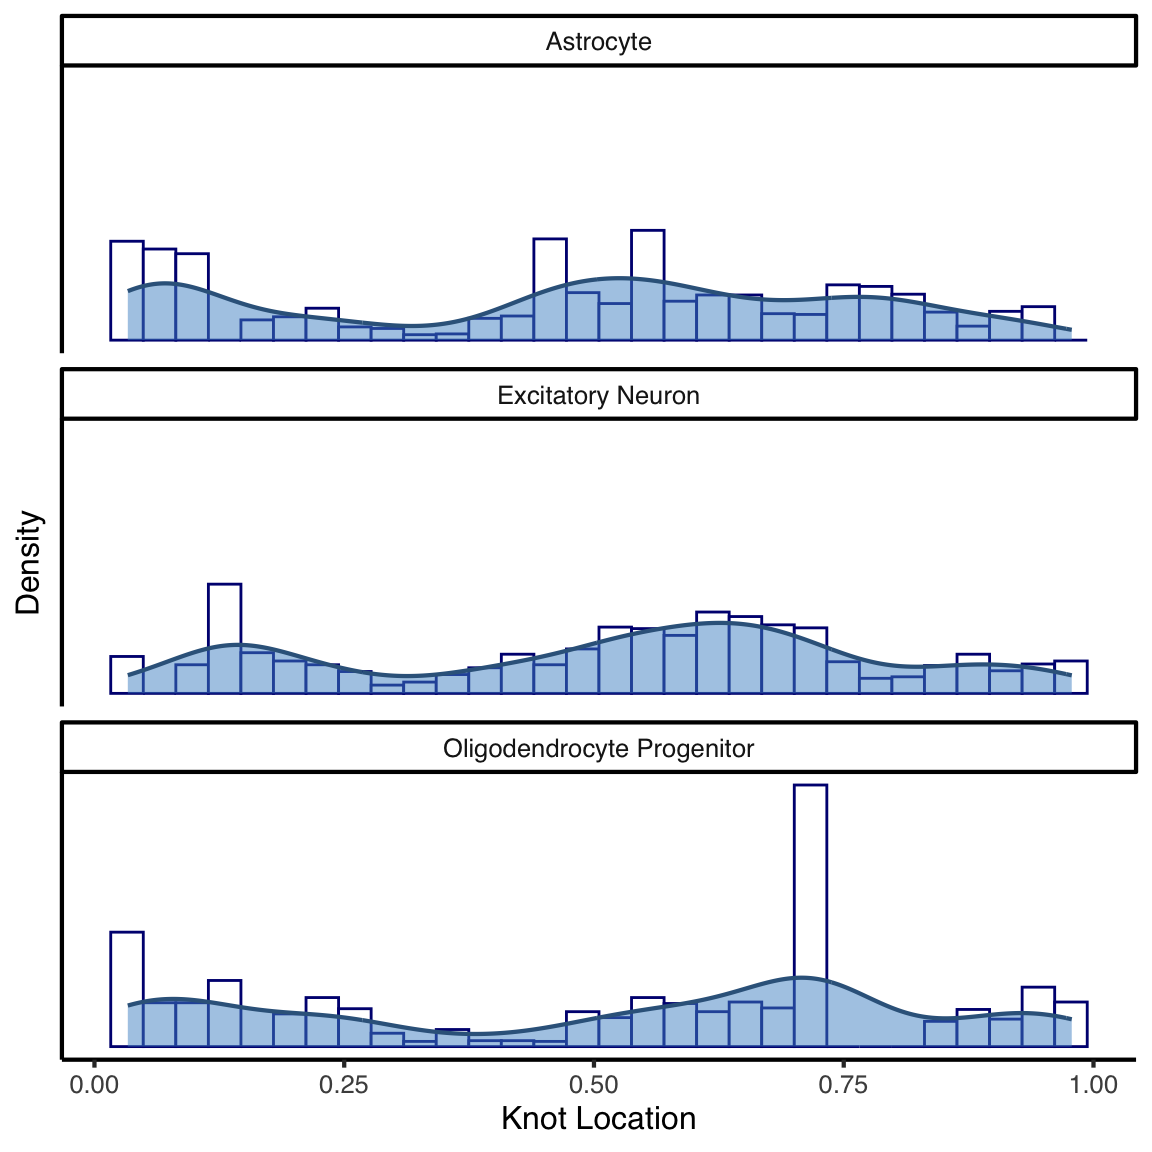 Astrocyte
Excitatory Neuron
Density
Oligodendrocyte Progenitor
0.00 0.25 0.50 0.75 1.00
Knot Location